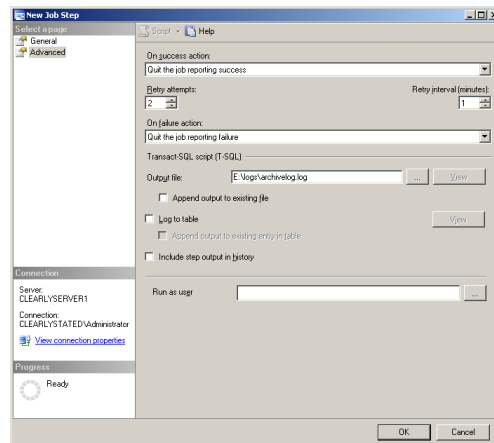 New Job Step
Select a page
General
Advanced
Script
Help
On success action:
Quit the job reporting success
Retry attempts:
Retry interval (minutes):
2
1
On failure action:
Quit the job reporting failure
Transact-SQL script (T-SQL)
Output file:
E:\logs\archivelog.log
...
View
Append output to existing file
Log to table
View
Append output to existing entry in table
Include step output in history
Run as user
...
Connection
Server:
CLEARLYSERVER1
Connection:
CLEARLYSTATED\Administrator
View connection properties
Progress
Ready
OK
Cancel